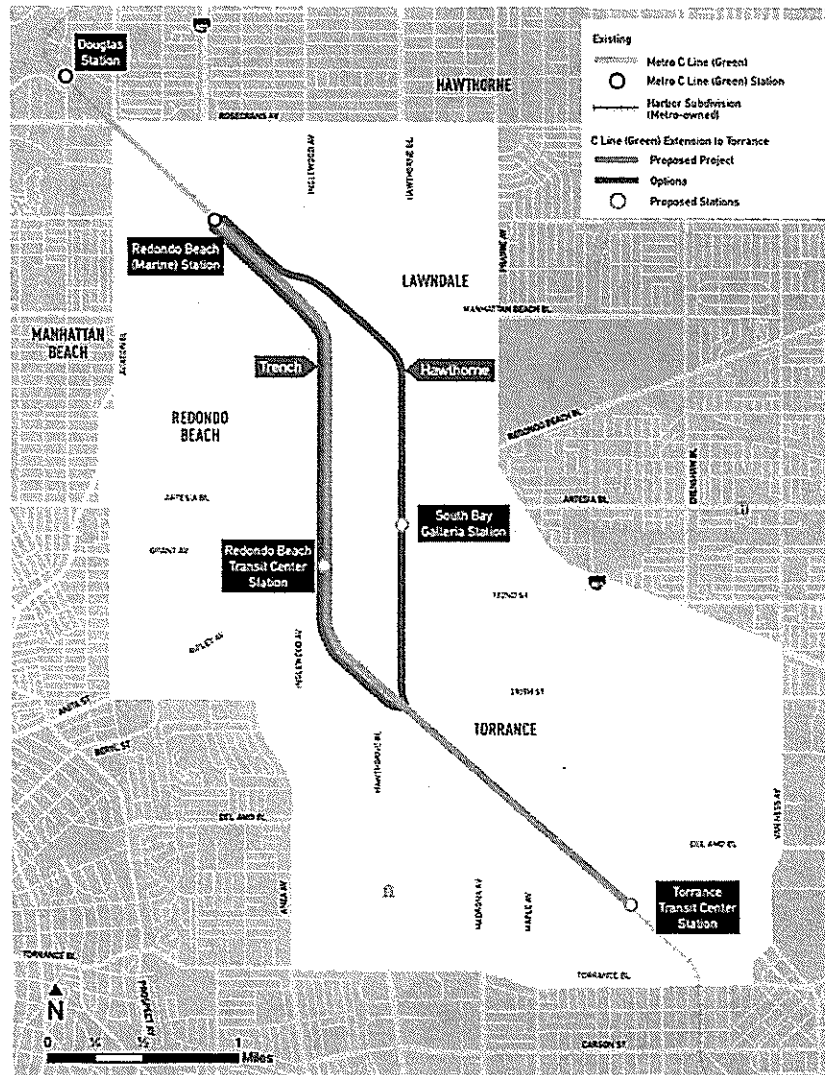 Douglas
Station
HAWTHORNE
ROSECRANS AV
INGLEWOOD AV
HAWTHORNE BL
Existing
Metro C Line (Green)
Metro C Line (Green) Station
Harbor Subdivision
(Metro-owned)
C Line (Green) Extension to Torrance
Proposed Project
Options
Proposed Stations
Redondo Beach
(Marine) Station
LAWNDALE
PRAIRIE AV
MANHATTAN BEACH BL
MANHATTAN
BEACH
Trench
Hawthorne
REDONDO
BEACH
REDONDO BEACH BL
CRENSHAW BL
ARTESIA BL
ARTESIA BL
South Bay
Galleria Station
GRANT AV
Redondo Beach
Transit Center
Station
RIPLEY AV
INGLEWOOD AV
ANITA ST
BERYL ST
TORRANCE
HAWTHORNE BL
DEL AMO BL
DEL AMO BL
ANZA AV
MADRONA AV
MAPLE AV
Torrance
Transit Center
Station
TORRANCE BL
TORRANCE BL
PROSPECT AV
N
0 ¼ ½ 1
Miles
CARSON ST